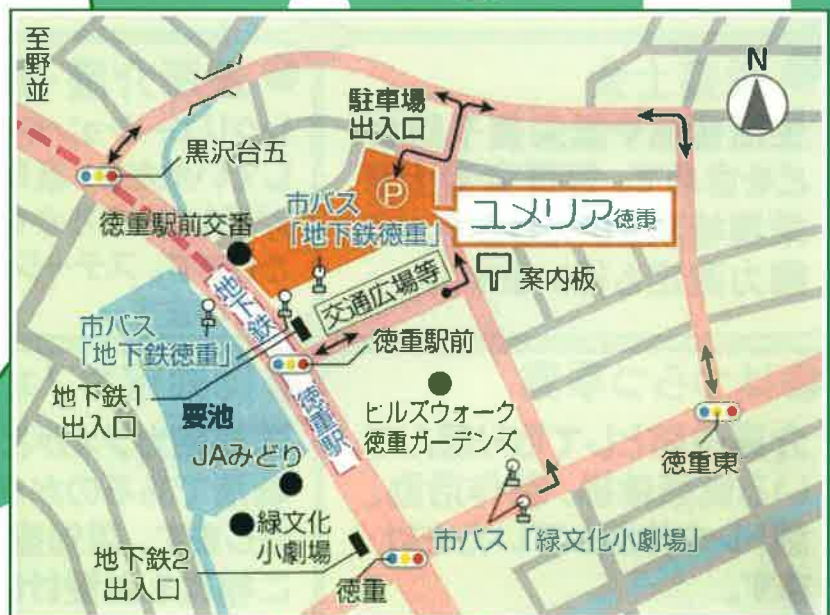 至野並
N
駐車場
出入口
黒沢台五
徳重駅前交番
市バス
「地下鉄徳重」
P
ユメリア徳重
案内板
交通広場等
地下鉄
徳重駅
市バス
「地下鉄徳重」
徳重駅前
地下鉄1
出入口
要池
ヒルズウォーク
徳重ガーデンズ
JAみどり
徳重東
緑文化
小劇場
市バス「緑文化小劇場」
地下鉄2
出入口
徳重